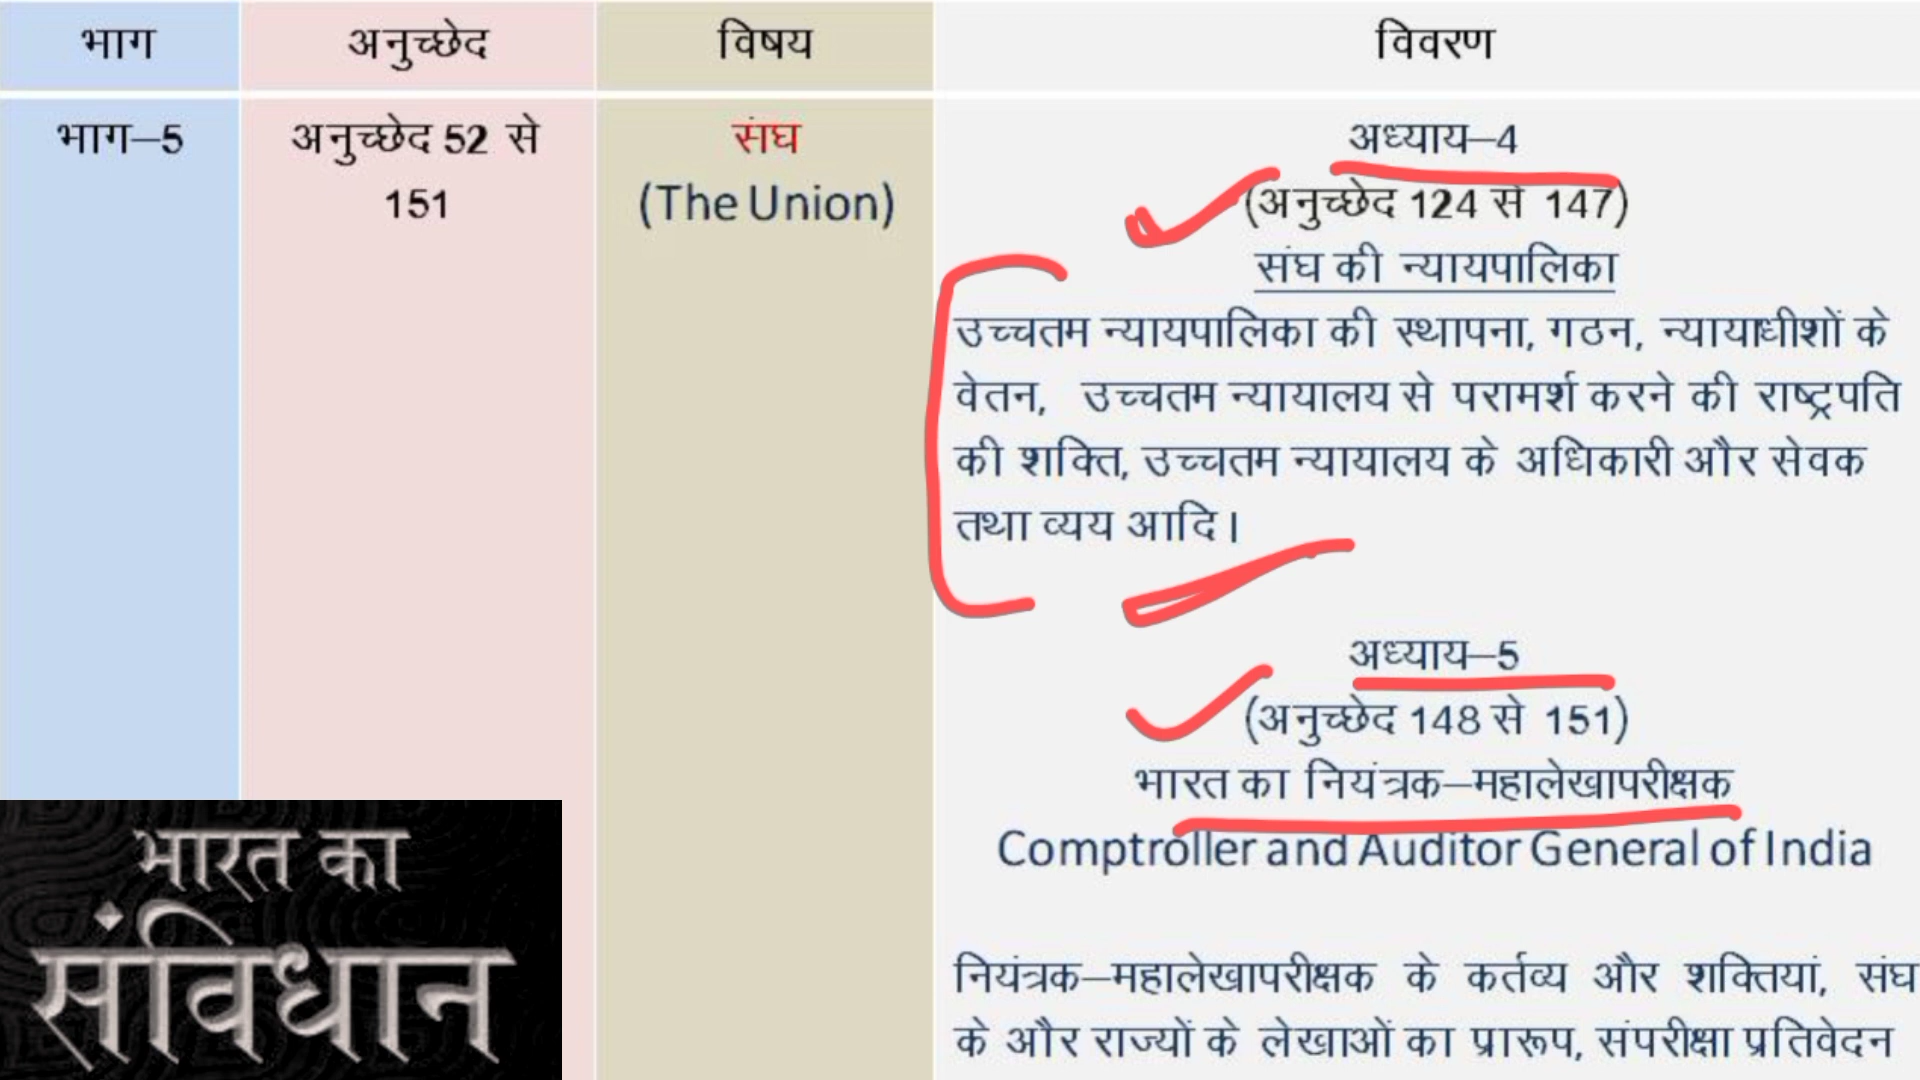 भाग
अनुच्छेद
विषय
विवरण
भाग–5
अनुच्छेद 52 से
151
संघ
(The Union)
अध्याय–4
(अनुच्छेद 124 से 147)
संघ की न्यायपालिका
उच्चतम न्यायपालिका की स्थापना, गठन, न्यायाधीशों के
वेतन, उच्चतम न्यायालय से परामर्श करने की राष्ट्रपति
की शक्ति, उच्चतम न्यायालय के अधिकारी और सेवक
तथा व्यय आदि।
अध्याय–5
(अनुच्छेद 148 से 151)
भारत का नियंत्रक–महालेखापरीक्षक
Comptroller and Auditor General of India
नियंत्रक–महालेखापरीक्षक के कर्तव्य और शक्तियां, संघ
के और राज्यों के लेखाओं का प्रारूप, संपरीक्षा प्रतिवेदन
भारत का
संविधान